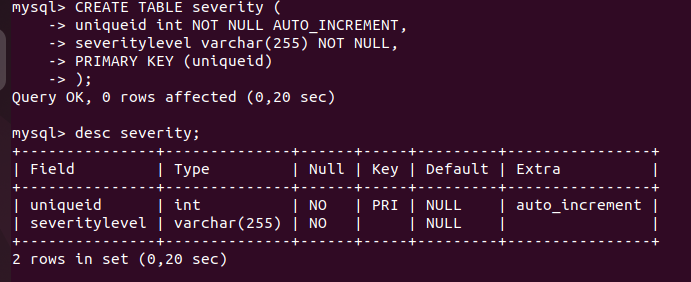 mysql> CREATE TABLE severity (
    -> uniqueid int NOT NULL AUTO_INCREMENT,
    -> severitylevel varchar(255) NOT NULL,
    -> PRIMARY KEY (uniqueid)
    -> );
Query OK, 0 rows affected (0,20 sec)

mysql> desc severity;
+---------------+--------------+------+-----+---------+----------------+
| Field         | Type         | Null | Key | Default | Extra          |
+---------------+--------------+------+-----+---------+----------------+
| uniqueid      | int          | NO   | PRI | NULL    | auto_increment |
| severitylevel | varchar(255) | NO   |     | NULL    |                |
+---------------+--------------+------+-----+---------+----------------+
2 rows in set (0,20 sec)